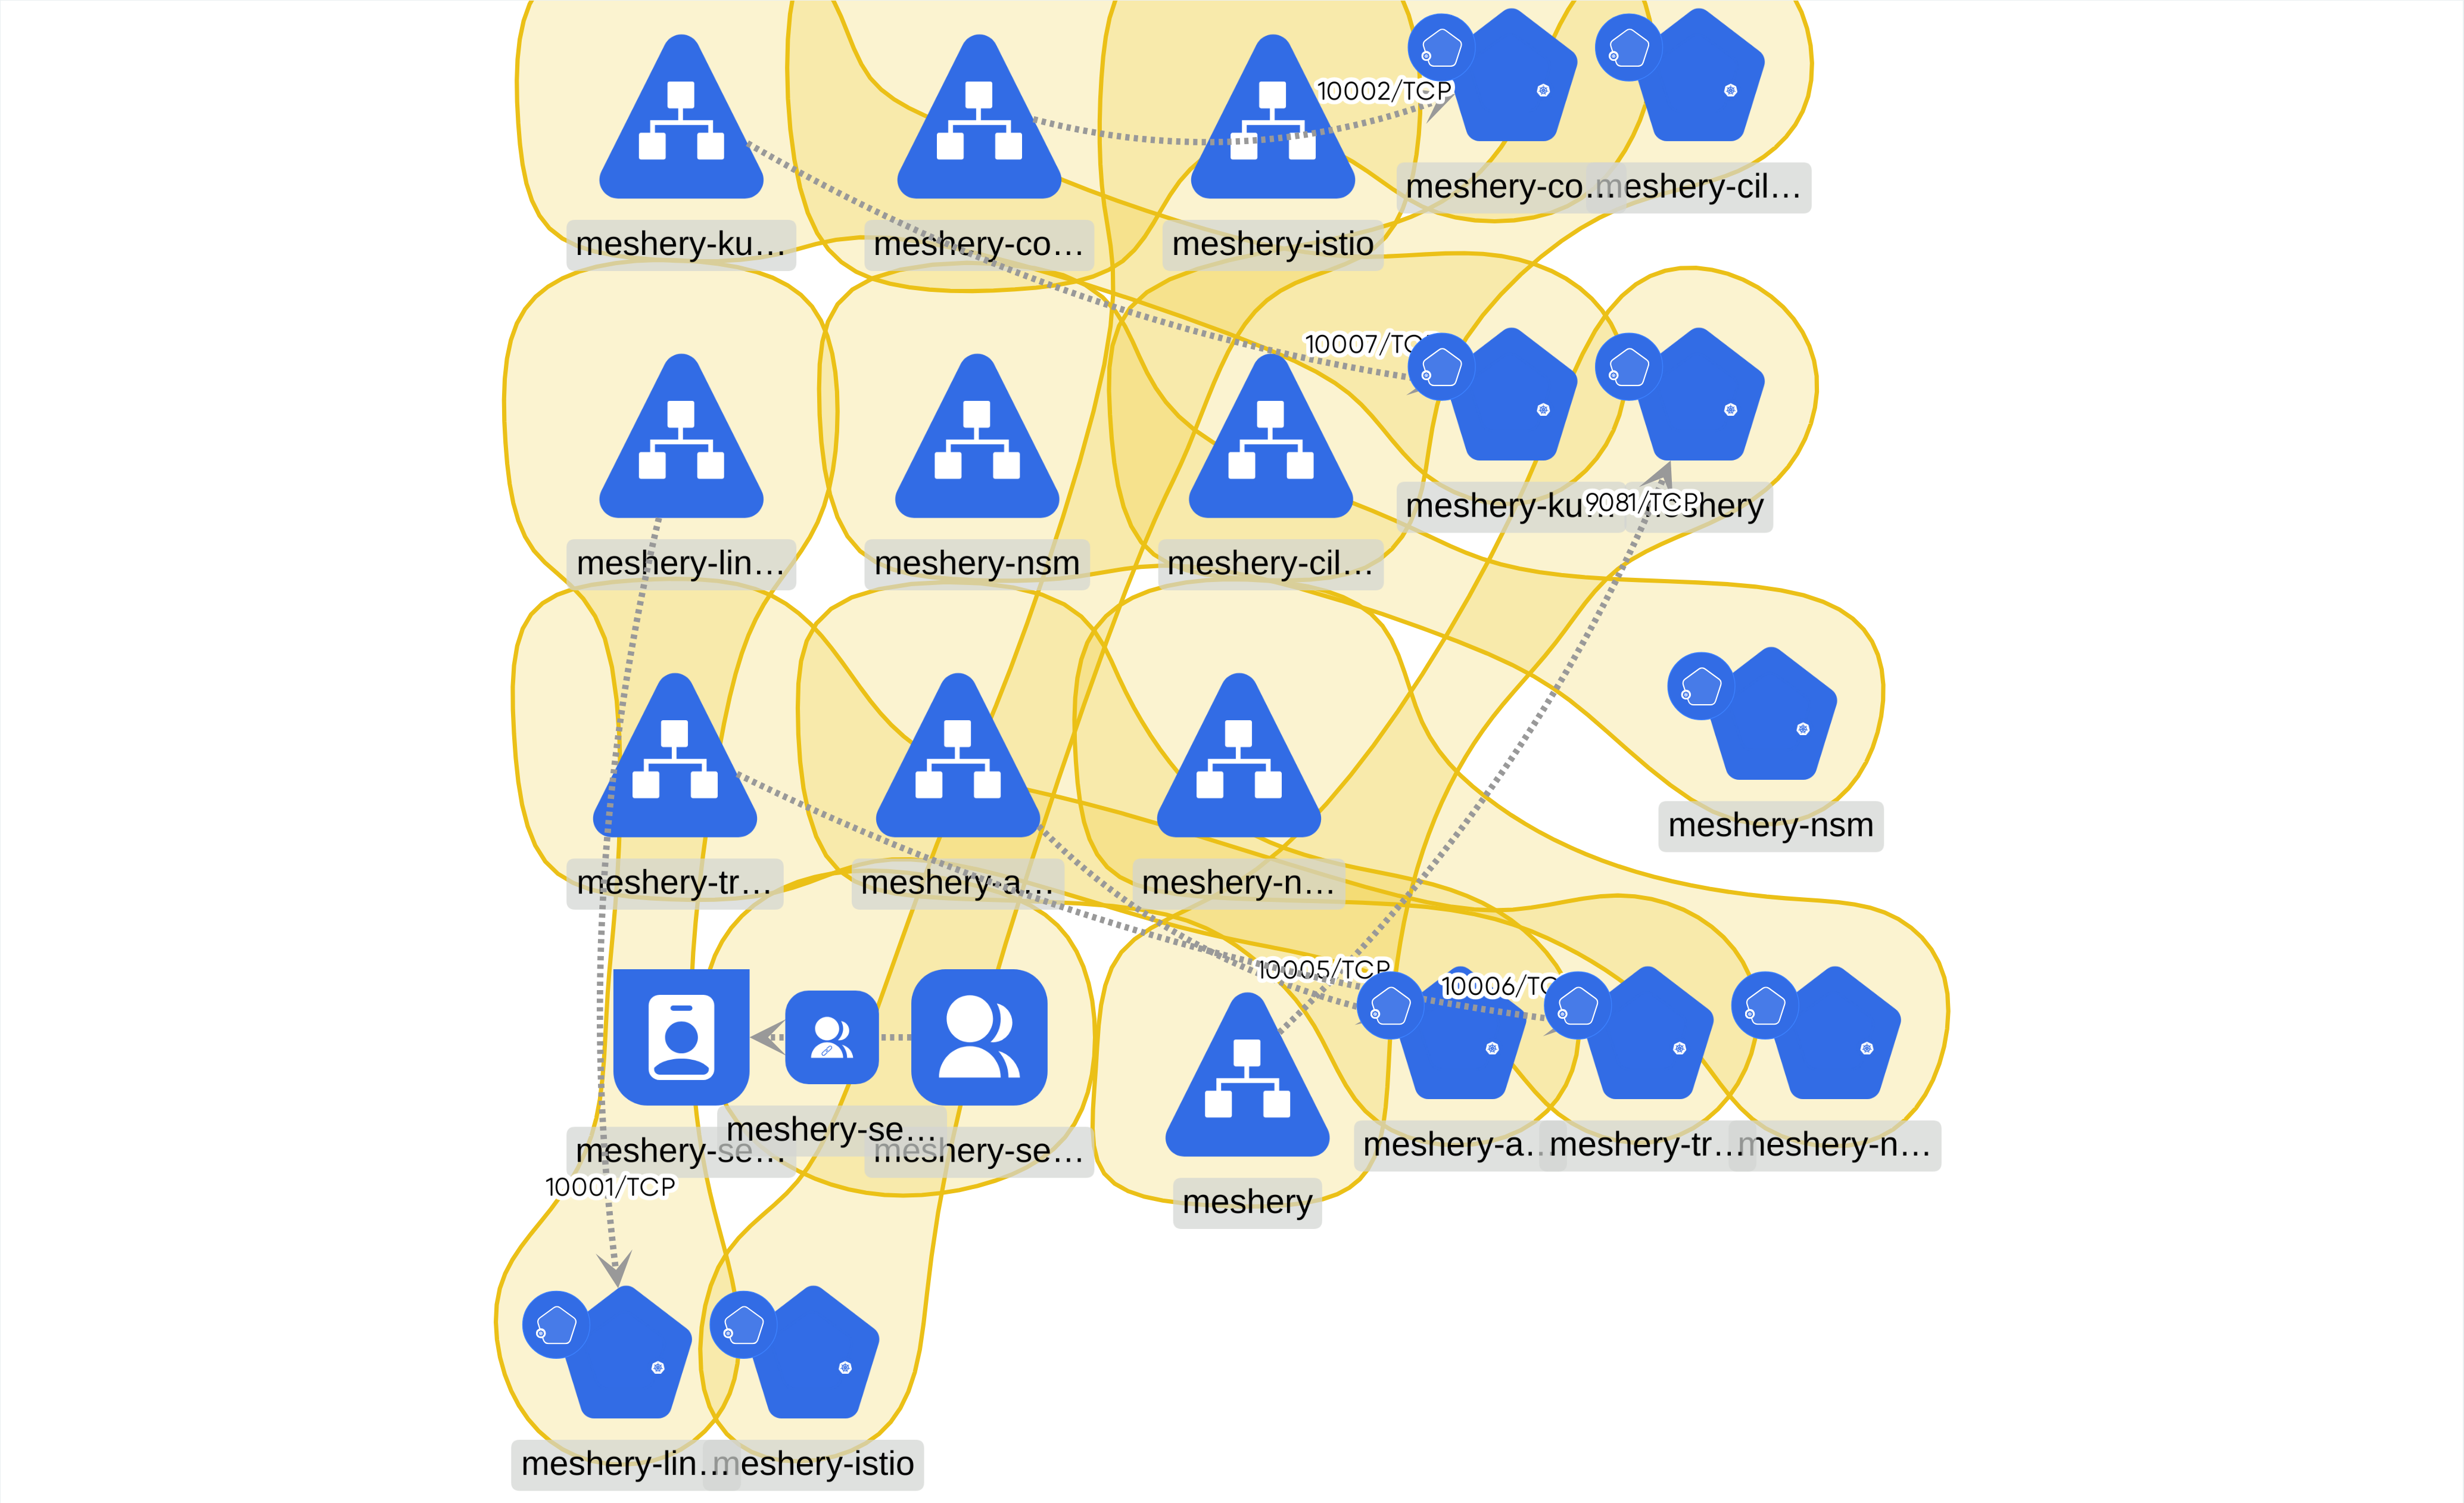 10002/TCP
meshery-co…
meshery-cil…
meshery-ku…
meshery-co…
meshery-istio
10007/TC
meshery-ku…
9081/TCP
meshery-lin…
meshery-nsm
meshery-cil…
meshery-nsm
meshery-tr…
meshery-a…
meshery-n…
10005/TCP
10006/TC
meshery-se…
meshery-se…
meshery-se…
meshery-a…
meshery-tr…
meshery-n…
10001/TCP
meshery
meshery-lin…
meshery-istio